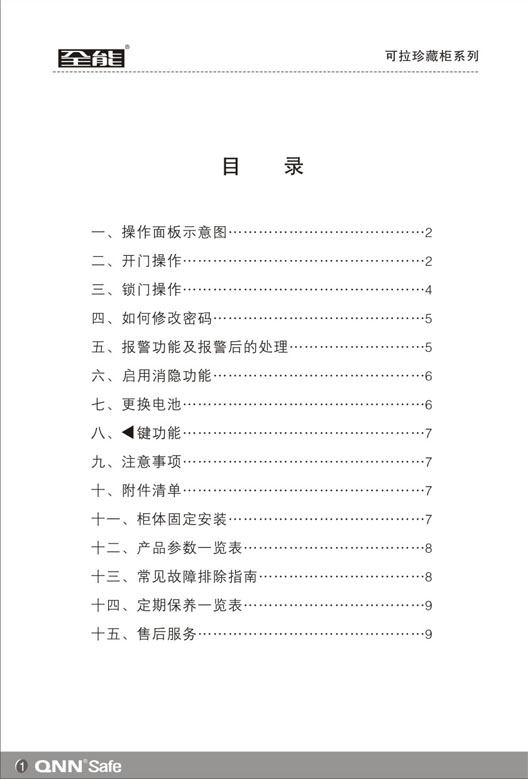 全能®
可拉珍藏柜系列
目 录
一、操作面板示意图…………………………………2
二、开门操作…………………………………………2
三、锁门操作…………………………………………4
四、如何修改密码……………………………………5
五、报警功能及报警后的处理………………………5
六、启用消隐功能……………………………………6
七、更换电池…………………………………………6
八、◀键功能…………………………………………7
九、注意事项…………………………………………7
十、附件清单…………………………………………7
十一、柜体固定安装…………………………………7
十二、产品参数一览表………………………………8
十三、常见故障排除指南……………………………8
十四、定期保养一览表………………………………9
十五、售后服务………………………………………9
1 QNN® Safe